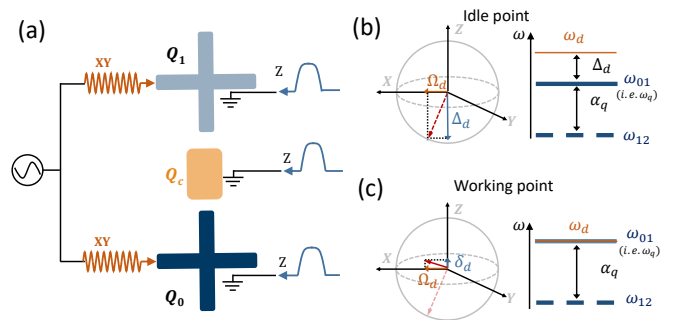 (a)
XY
Q1
Z
Qc
Z
XY
Q0
Z
(b)
Idle point
Z
X
Ωd
Δd
Y
ω
ωd
Δd
ω01
(i.e.ωq)
αq
ω12
(c)
Working point
Z
X
δd
Ωd
Y
ω
ωd
ω01
(i.e.ωq)
αq
ω12